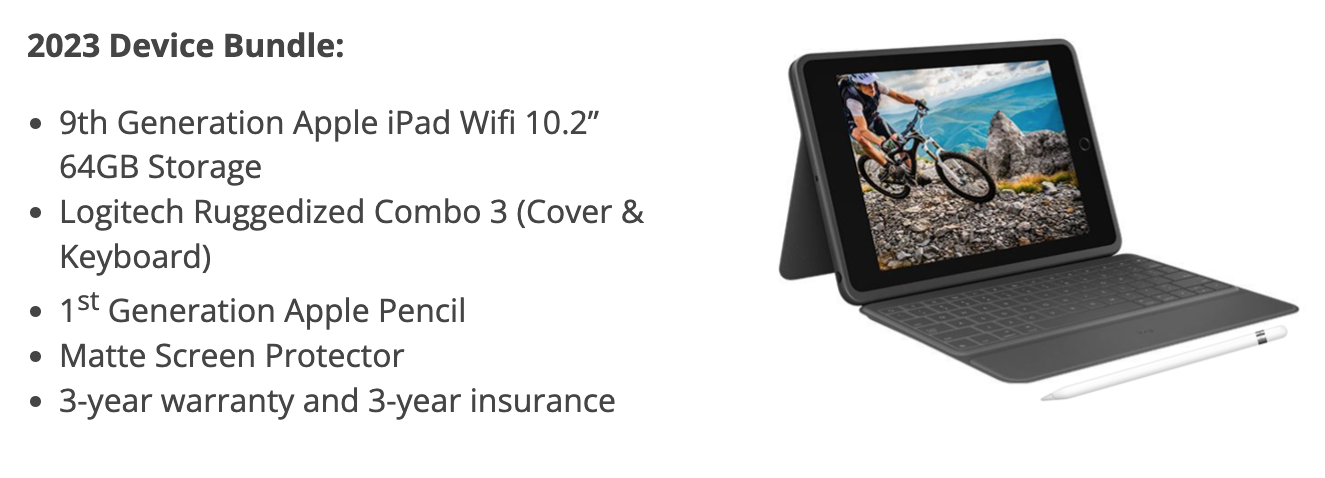 2023 Device Bundle:
• 9th Generation Apple iPad Wifi 10.2”
64GB Storage
• Logitech Ruggedized Combo 3 (Cover &
Keyboard)
• 1st Generation Apple Pencil
• Matte Screen Protector
• 3-year warranty and 3-year insurance